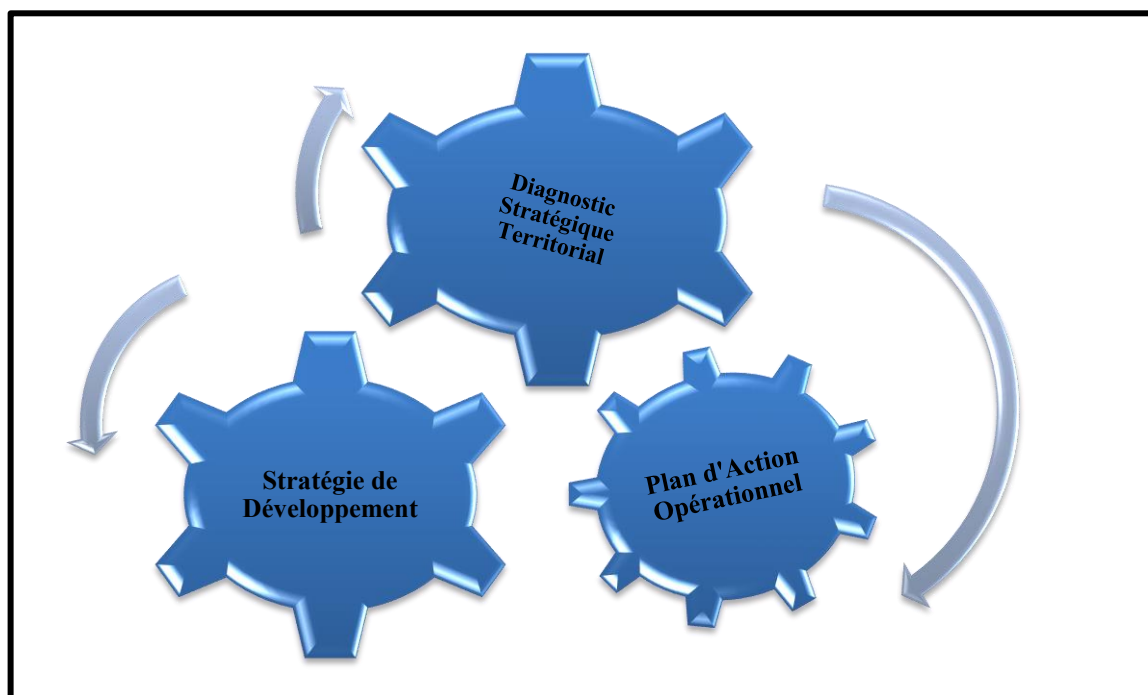 Diagnostic
Stratégique
Territorial
Stratégie de
Développement
Plan d'Action
Opérationnel